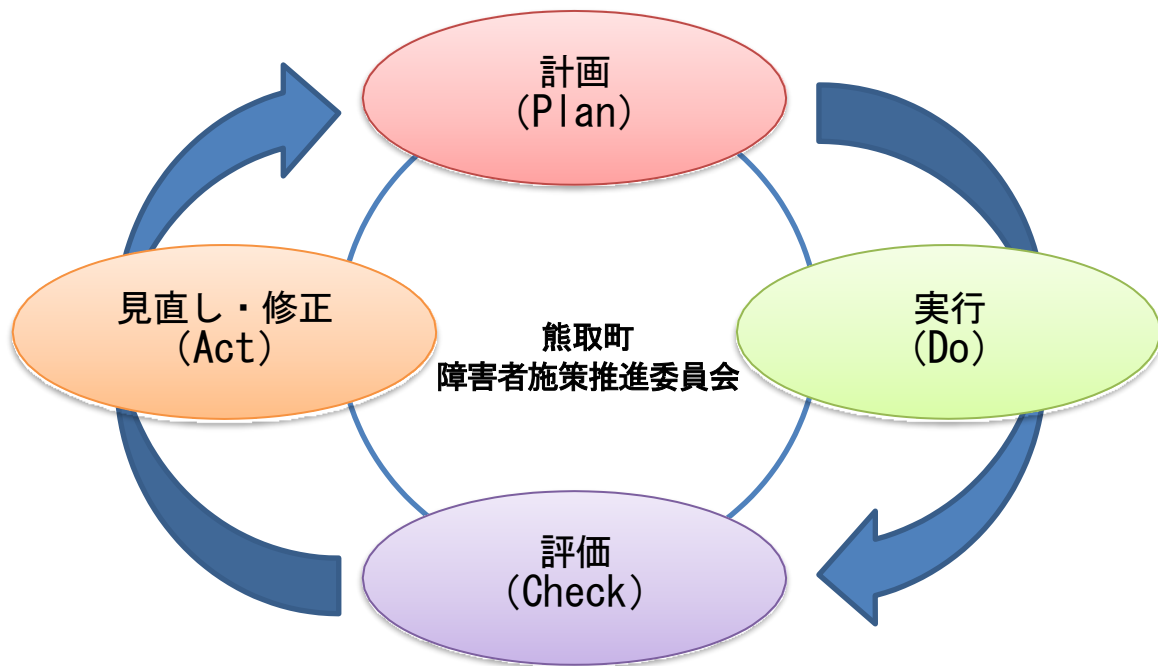 計画
(Plan)
見直し・修正
(Act)
実行
(Do)
熊取町
障害者施策推進委員会
評価
(Check)